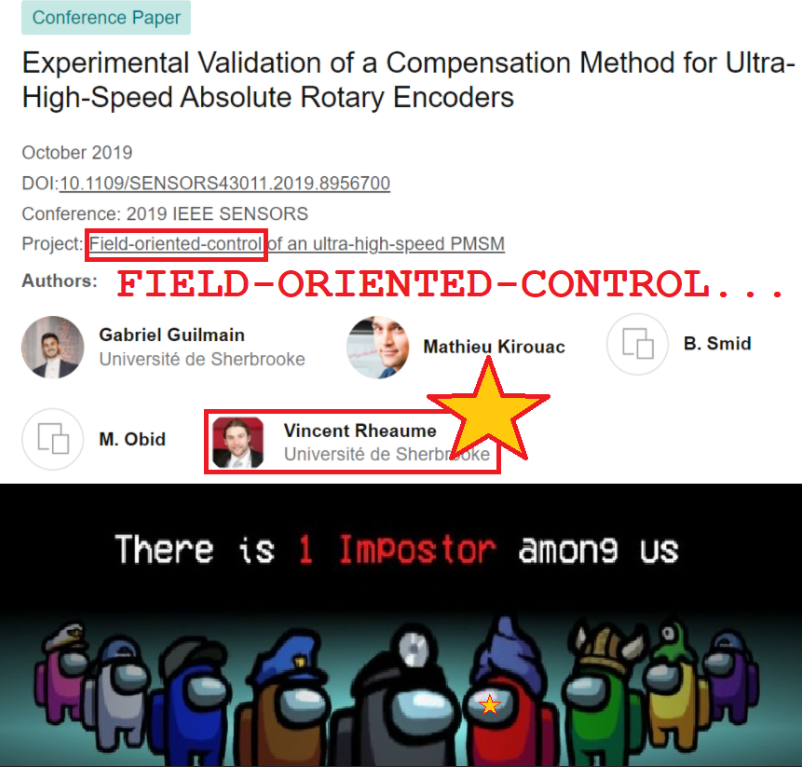 Conference Paper
Experimental Validation of a Compensation Method for Ultra-
High-Speed Absolute Rotary Encoders
October 2019
DOI:10.1109/SENSORS43011.2019.8956700
Conference: 2019 IEEE SENSORS
Project: Field-oriented-control of an ultra-high-speed PMSM
Authors: FIELD-ORIENTED-CONTROL...
Gabriel Guilmain
Université de Sherbrooke
Mathieu Kirouac
B. Smid
M. Obid
Vincent Rheaume
Université de Sherbrooke
There is 1 Impostor among us